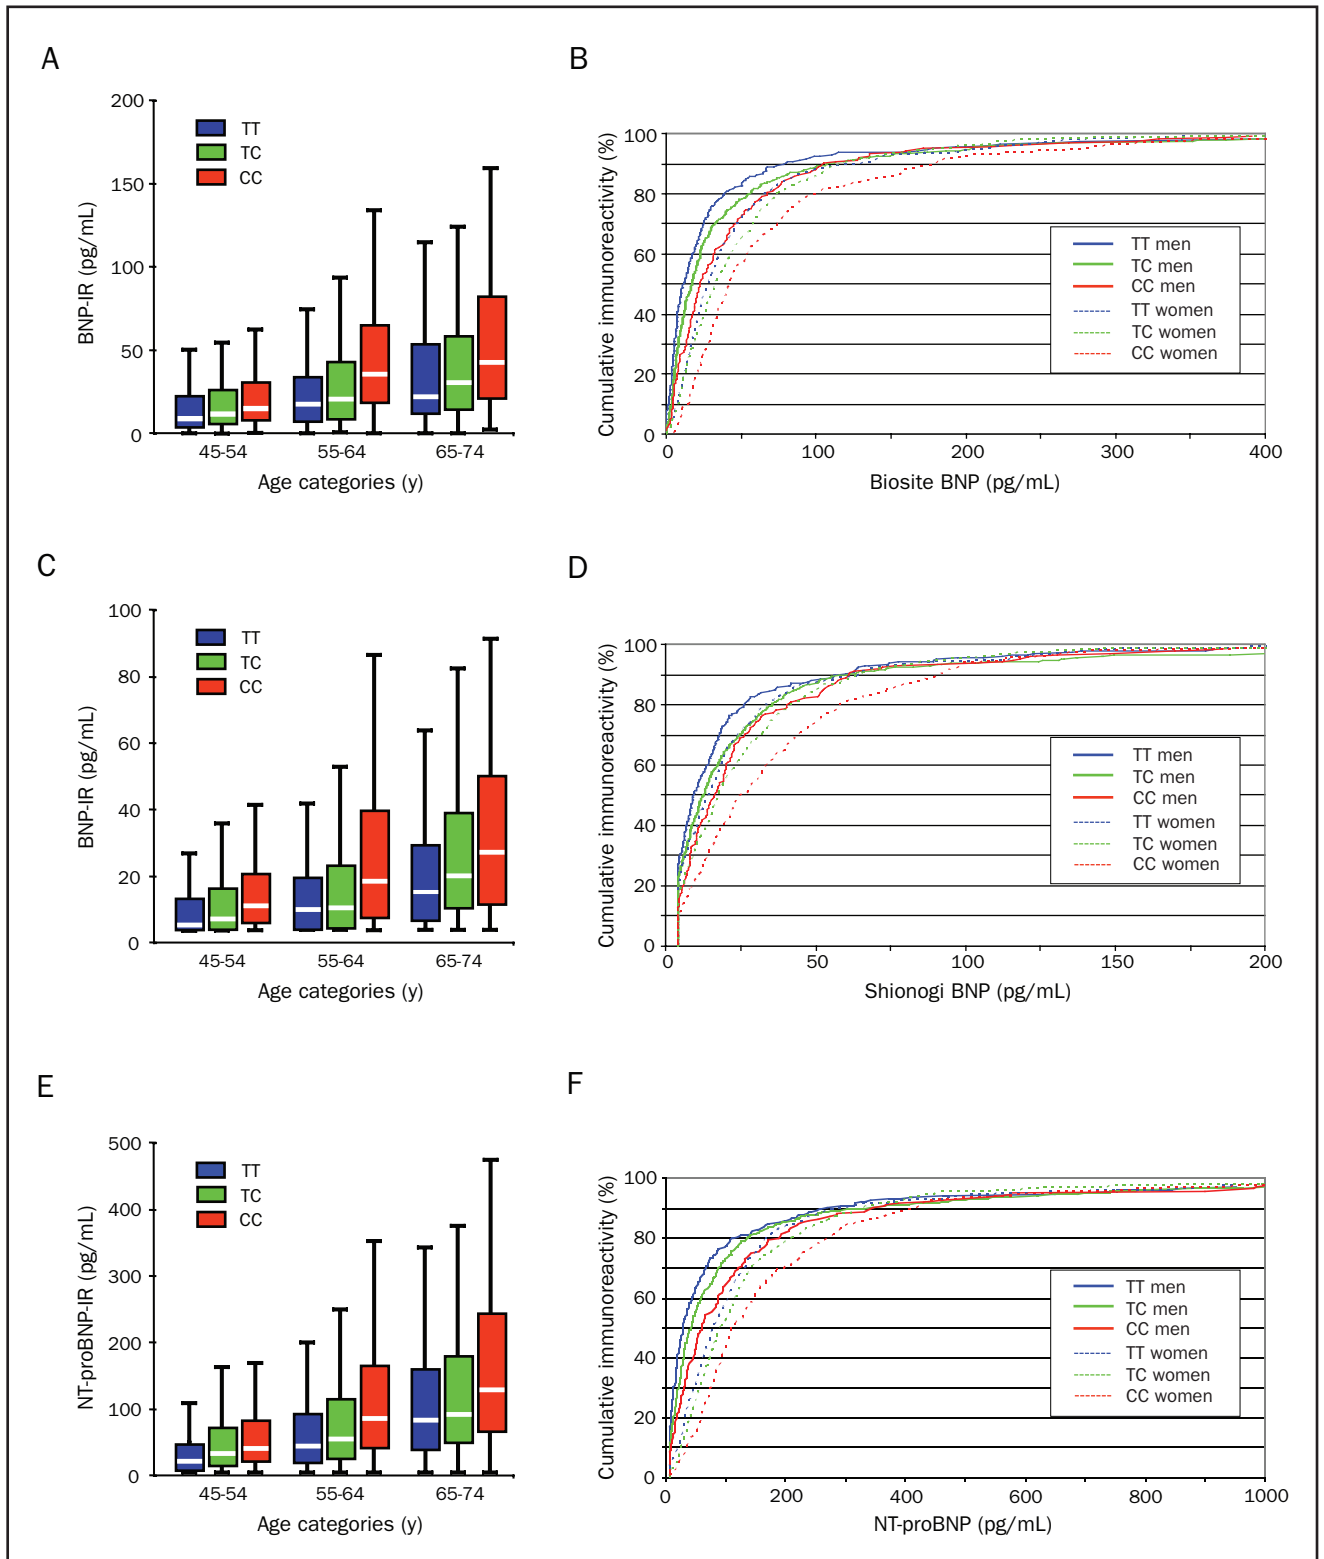 A
BNP-IR (pg/mL)
200
150
100
50
0
TT
TC
CC
45-54
55-64
65-74
Age categories (y)
B
Cumulative immunoreactivity (%)
100
80
60
40
20
0
TT men
TC men
CC men
TT women
TC women
CC women
0
100
200
300
400
Biosite BNP (pg/mL)
C
BNP-IR (pg/mL)
100
80
60
40
20
0
TT
TC
CC
45-54
55-64
65-74
Age categories (y)
D
Cumulative immunoreactivity (%)
100
80
60
40
20
0
TT men
TC men
CC men
TT women
TC women
CC women
0
50
100
150
200
Shionogi BNP (pg/mL)
E
NT-proBNP-IR (pg/mL)
500
400
300
200
100
0
TT
TC
CC
45-54
55-64
65-74
Age categories (y)
F
Cumulative immunoreactivity (%)
100
80
60
40
20
0
TT men
TC men
CC men
TT women
TC women
CC women
0
200
400
600
800
1000
NT-proBNP (pg/mL)